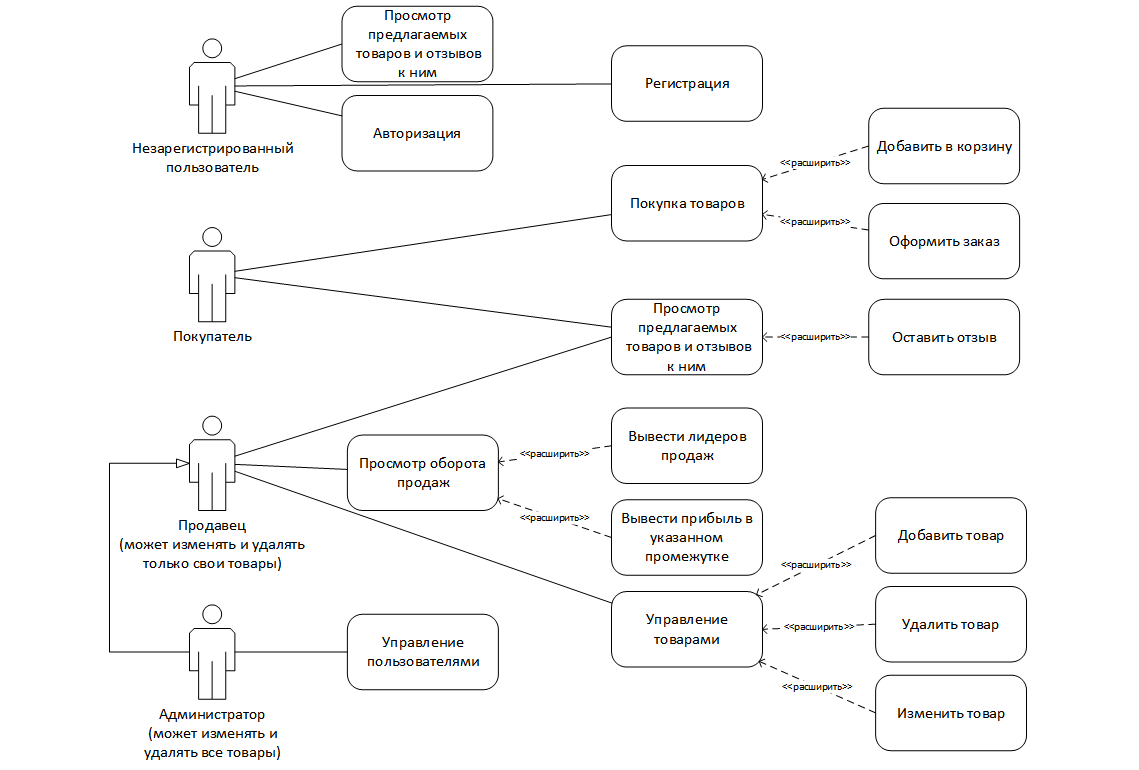 Просмотр
предлагаемых
товаров и отзывов
к ним
Регистрация
Авторизация
Незарегистрированный
пользователь
Добавить в корзину
<<расширить>>
Покупка товаров
<<расширить>>
Оформить заказ
Покупатель
Просмотр
предлагаемых
товаров и отзывов
к ним
<<расширить>>
Оставить отзыв
Вывести лидеров
продаж
<<расширить>>
Просмотр оборота
продаж
<<расширить>>
Вывести прибыль в
указанном
промежутке
Продавец
(может изменять и удалять
только свои товары)
Добавить товар
<<расширить>>
Управление
товарами
<<расширить>>
Удалить товар
<<расширить>>
Изменить товар
Управление
пользователями
Администратор
(может изменять и
удалять все товары)